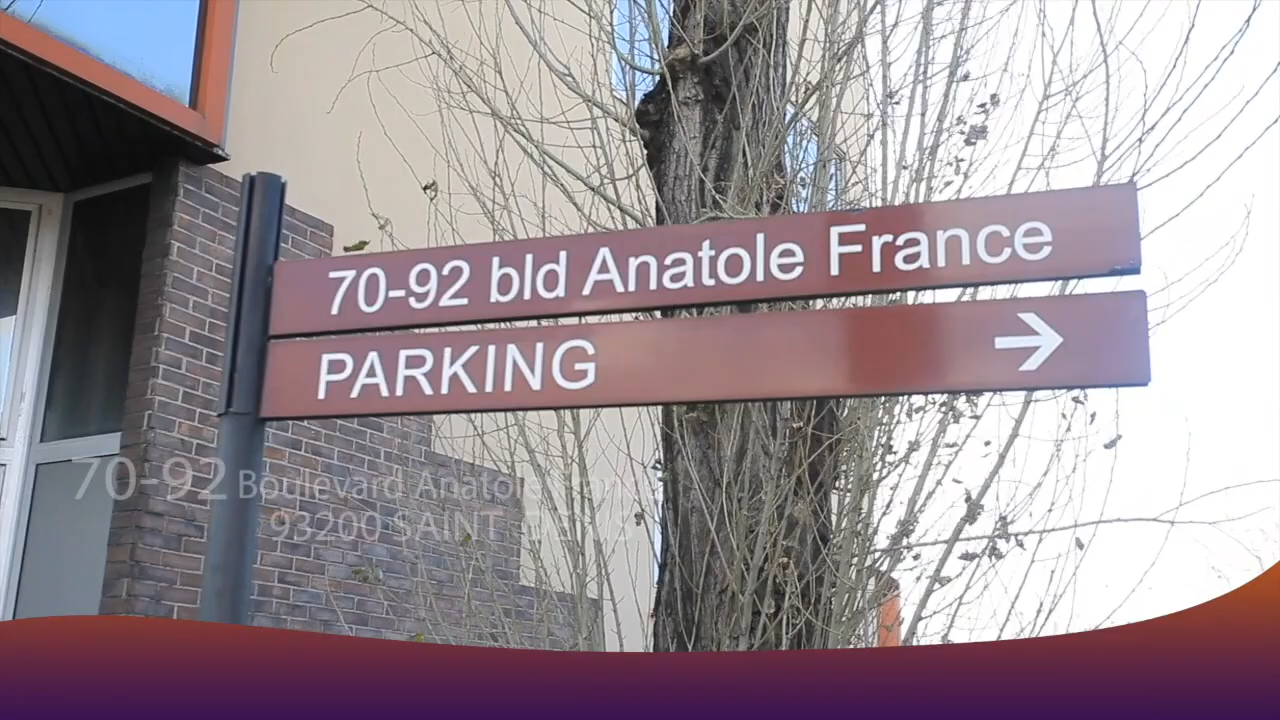 70-92 bld Anatole France
PARKING →
70-92 Boulevard Anatole
93200 SAINT